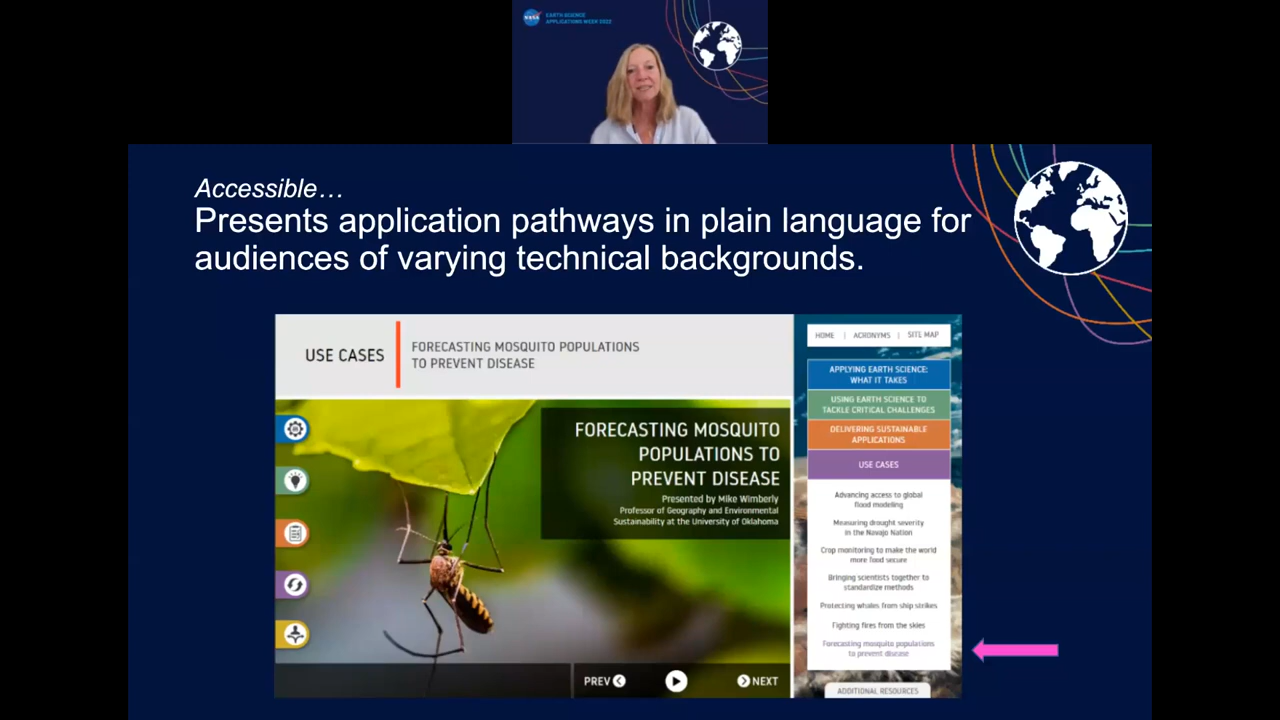 NASA
EARTH SCIENCE
APPLICATIONS WEEK 2022
Accessible…
Presents application pathways in plain language for
audiences of varying technical backgrounds.
USE CASES
FORECASTING MOSQUITO POPULATIONS
TO PREVENT DISEASE
FORECASTING MOSQUITO
POPULATIONS TO
PREVENT DISEASE
Presented by Mike Wimberly
Professor of Geography and Environmental
Sustainability at the University of Oklahoma
PREV
NEXT
HOME | ACRONYMS | SITE MAP
APPLYING EARTH SCIENCE:
WHAT IT TAKES
USING EARTH SCIENCE TO
TACKLE CRITICAL CHALLENGES
DELIVERING SUSTAINABLE
APPLICATIONS
USE CASES
Advancing access to global
flood modeling
Measuring drought severity
in the Navajo Nation
Crop monitoring to make the world
more food secure
Bringing scientists together to
standardize methods
Protecting whales from ship strikes
Fighting fires from the skies
Forecasting mosquito populations
to prevent disease
ADDITIONAL RESOURCES